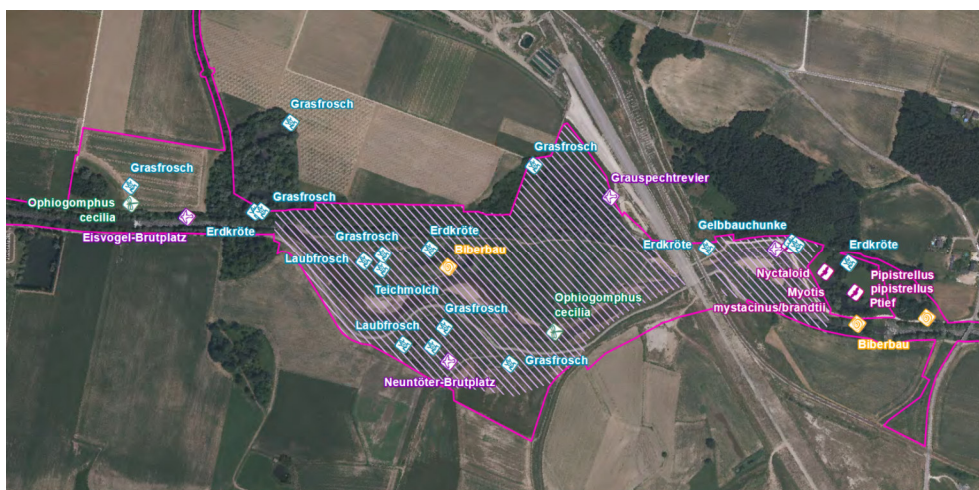 Grasfrosch
Grasfrosch
Grasfrosch
Grauspechtrevier
Ophiogomphus
cecilia
Grasfrosch
Eisvogel-Brutplatz
Erdkröte
Erdkröte
Biberbau
Grasfrosch
Laubfrosch
Teichmolch
Gelbbauchunke
Erdkröte
Erdkröte
Nyctaloid
Myotis
mystacinus/brandtii
Pipistrellus
pipistrellus
Ptief
Ophiogomphus
cecilia
Grasfrosch
Laubfrosch
Biberbau
Grasfrosch
Neuntöter-Brutplatz